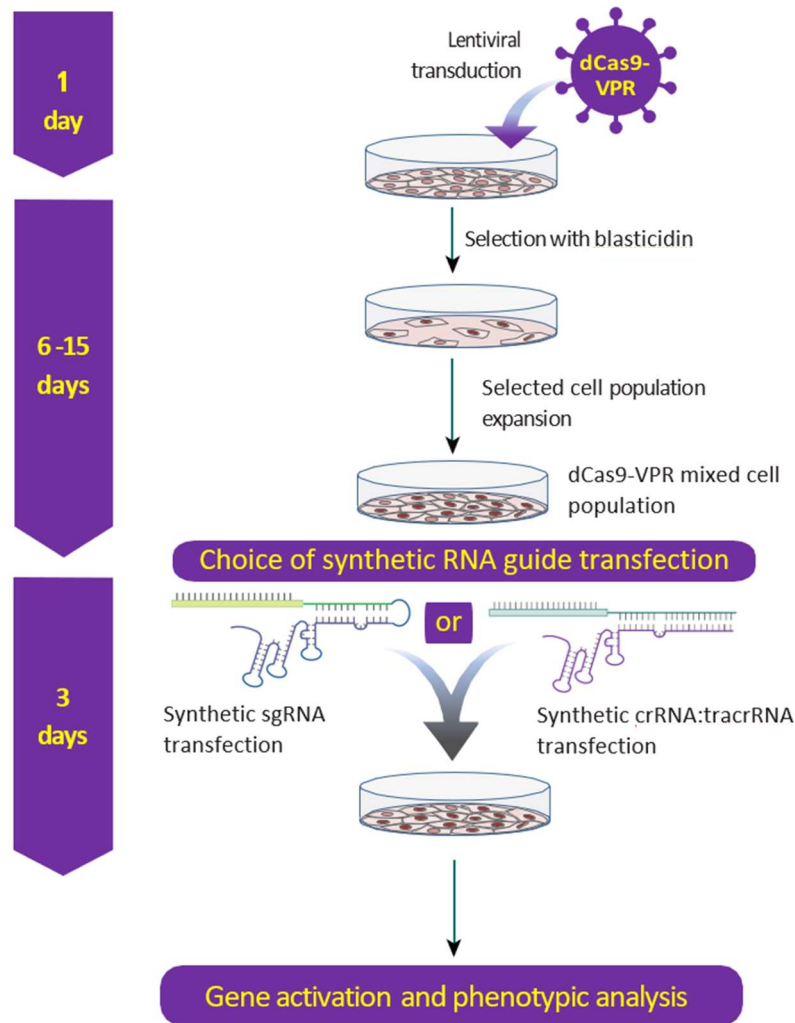 1
day
Lentiviral
transduction
dCas9-
VPR
Selection with blasticidin
6 -15
days
Selected cell population
expansion
dCas9-VPR mixed cell
population
Choice of synthetic RNA guide transfection
3
days
or
Synthetic sgRNA
transfection
Synthetic crRNA:tracrRNA
transfection
Gene activation and phenotypic analysis